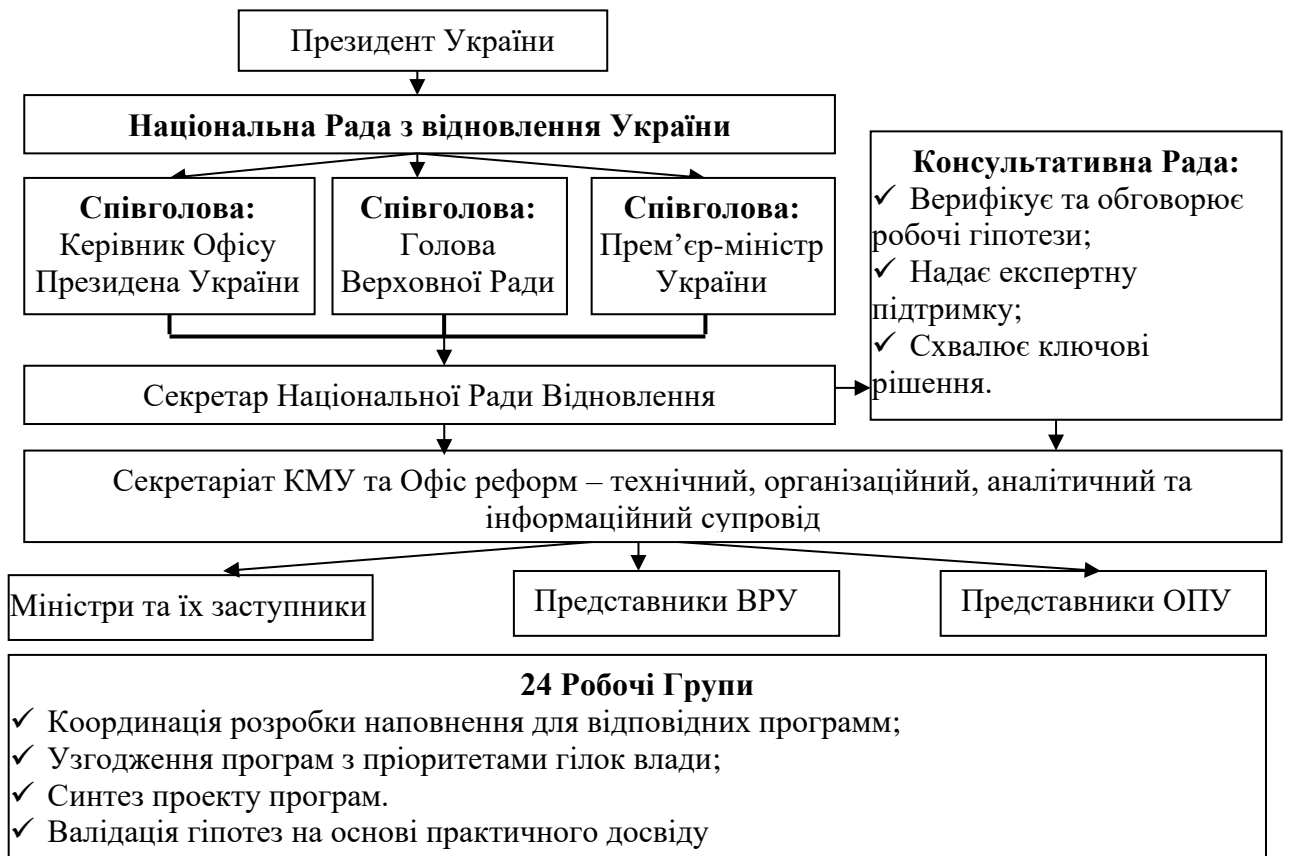 Президент України
Національна Рада з відновлення України
Співголова:
Керівник Офісу
Президена України
Співголова:
Голова
Верховної Ради
Співголова:
Прем’єр-міністр
України
Консультативна Рада:
✓ Верифікує та обговорює
робочі гіпотези;
✓ Надає експертну
підтримку;
✓ Схвалює ключові
рішення.
Секретар Національної Ради Відновлення
Секретаріат КМУ та Офіс реформ – технічний, організаційний, аналітичний та
інформаційний супровід
Міністри та їх заступники
Представники ВРУ
Представники ОПУ
24 Робочі Групи
✓ Координація розробки наповнення для відповідних программ;
✓ Узгодження програм з пріоритетами гілок влади;
✓ Синтез проекту програм.
✓ Валідація гіпотез на основі практичного досвіду